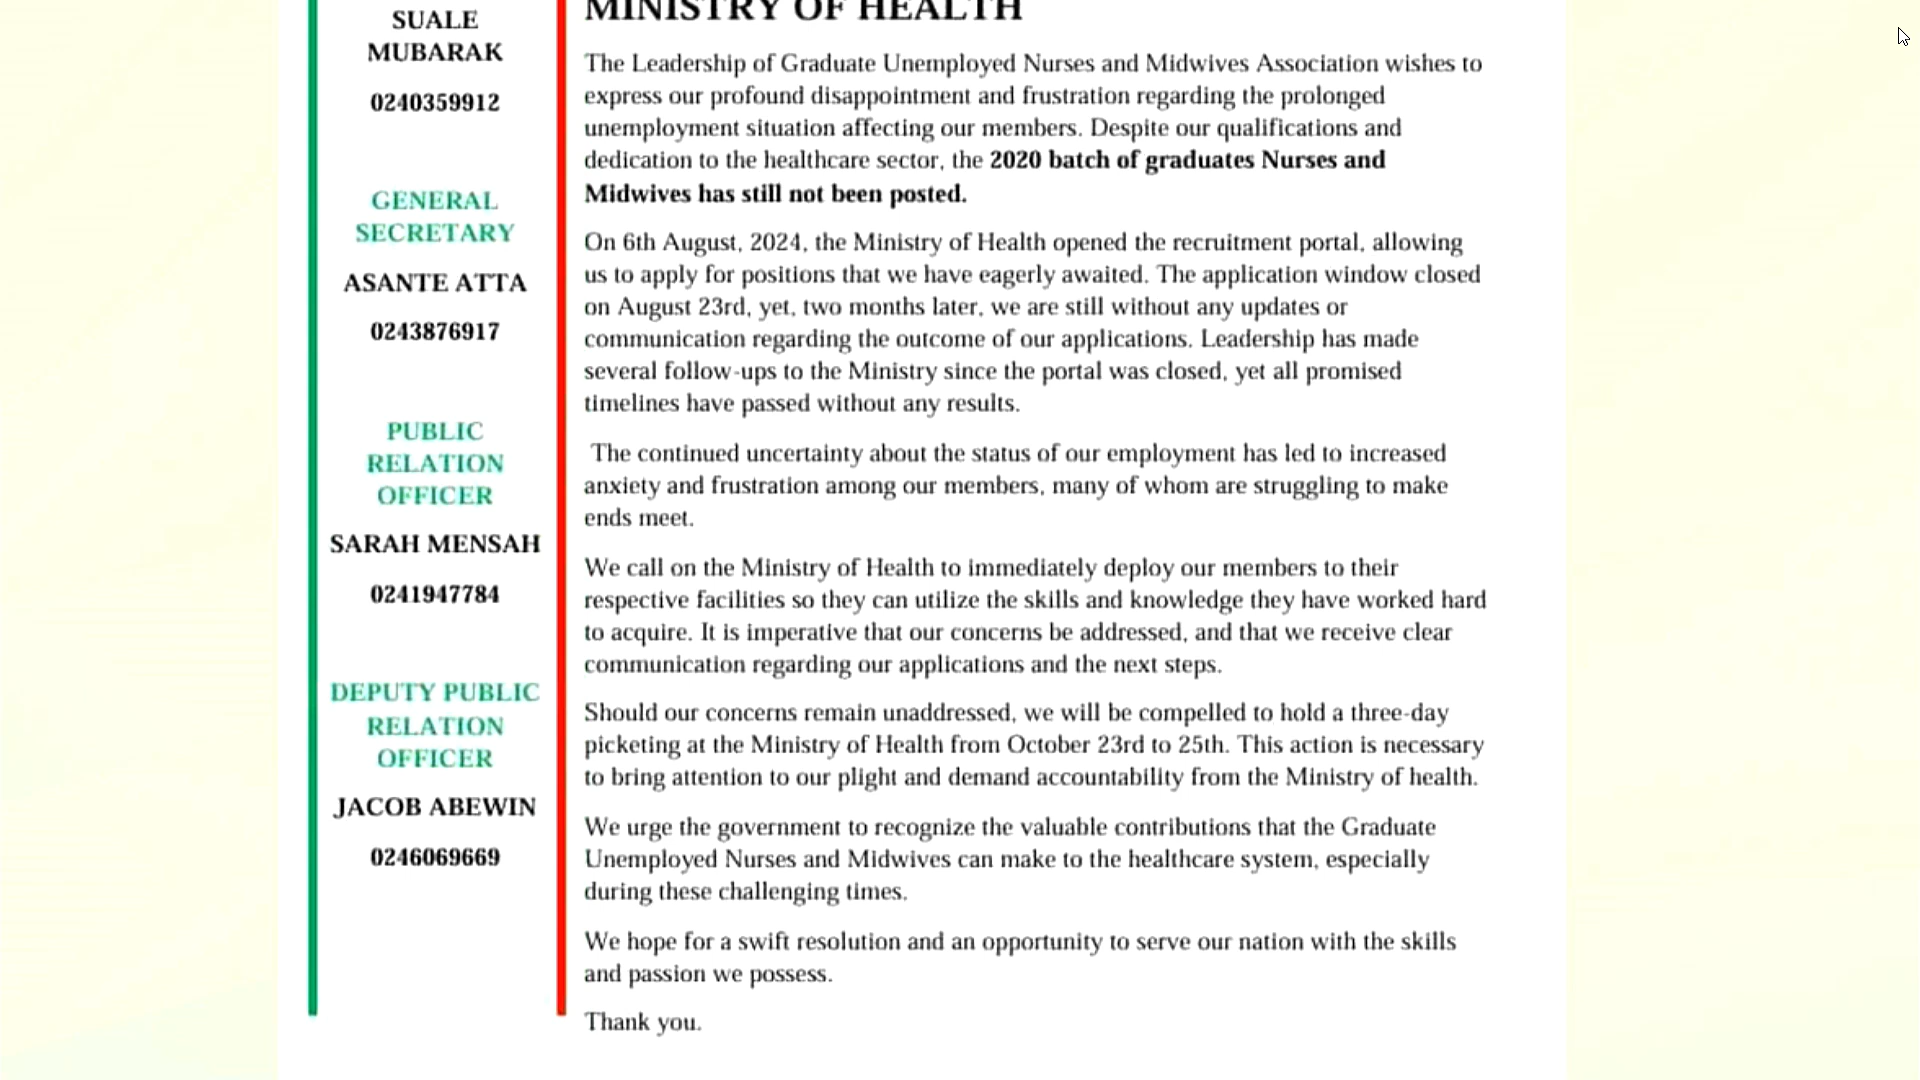 SUALE
MUBARAK
0240359912
GENERAL
SECRETARY
ASANTE ATTA
0243876917
PUBLIC
RELATION
OFFICER
SARAH MENSAH
0241947784
DEPUTY PUBLIC
RELATION
OFFICER
JACOB ABEWIN
0246069669
MINISTRY OF HEALTH
The Leadership of Graduate Unemployed Nurses and Midwives Association wishes to
express our profound disappointment and frustration regarding the prolonged
unemployment situation affecting our members. Despite our qualifications and
dedication to the healthcare sector, the 2020 batch of graduates Nurses and
Midwives has still not been posted.
On 6th August, 2024, the Ministry of Health opened the recruitment portal, allowing
us to apply for positions that we have eagerly awaited. The application window closed
on August 23rd, yet, two months later, we are still without any updates or
communication regarding the outcome of our applications. Leadership has made
several follow-ups to the Ministry since the portal was closed, yet all promised
timelines have passed without any results.
The continued uncertainty about the status of our employment has led to increased
anxiety and frustration among our members, many of whom are struggling to make
ends meet.
We call on the Ministry of Health to immediately deploy our members to their
respective facilities so they can utilize the skills and knowledge they have worked hard
to acquire. It is imperative that our concerns be addressed, and that we receive clear
communication regarding our applications and the next steps.
Should our concerns remain unaddressed, we will be compelled to hold a three-day
picketing at the Ministry of Health from October 23rd to 25th. This action is necessary
to bring attention to our plight and demand accountability from the Ministry of health.
We urge the government to recognize the valuable contributions that the Graduate
Unemployed Nurses and Midwives can make to the healthcare system, especially
during these challenging times.
We hope for a swift resolution and an opportunity to serve our nation with the skills
and passion we possess.
Thank you.